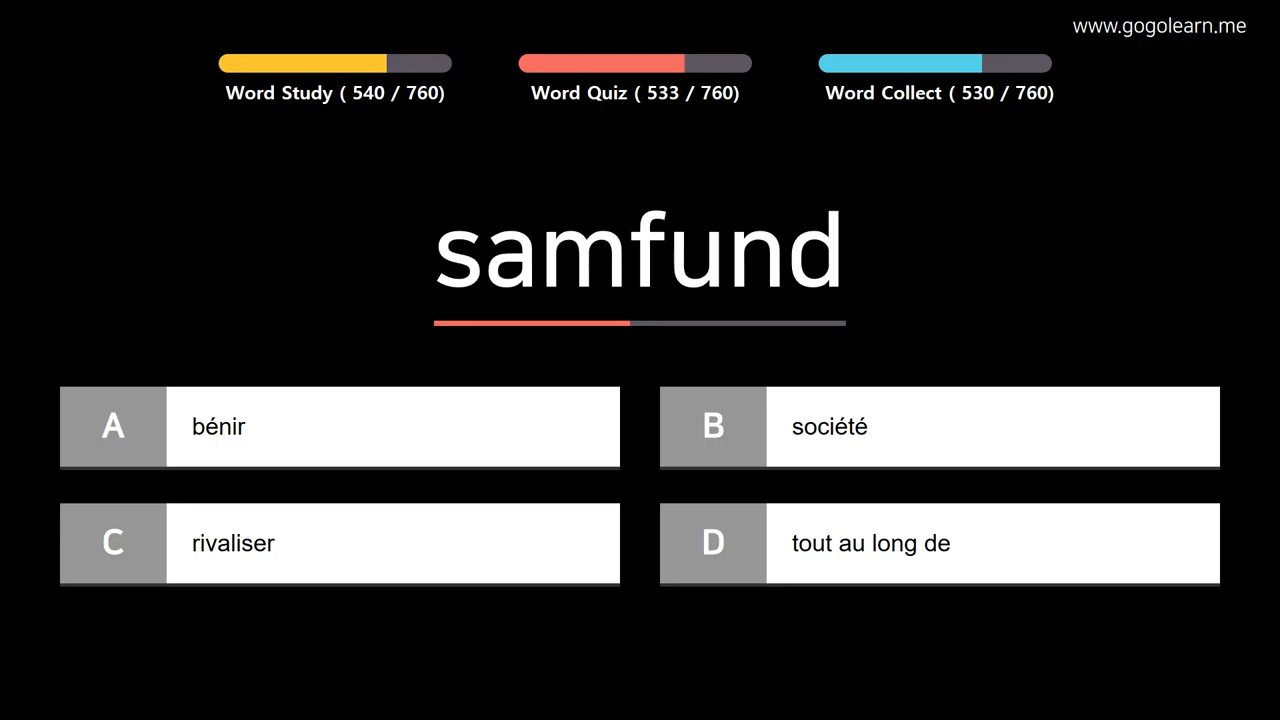 www.gogolearn.me
Word Study ( 540 / 760)
Word Quiz ( 533 / 760)
Word Collect ( 530 / 760)
samfund
A bénir
B société
C rivaliser
D tout au long de